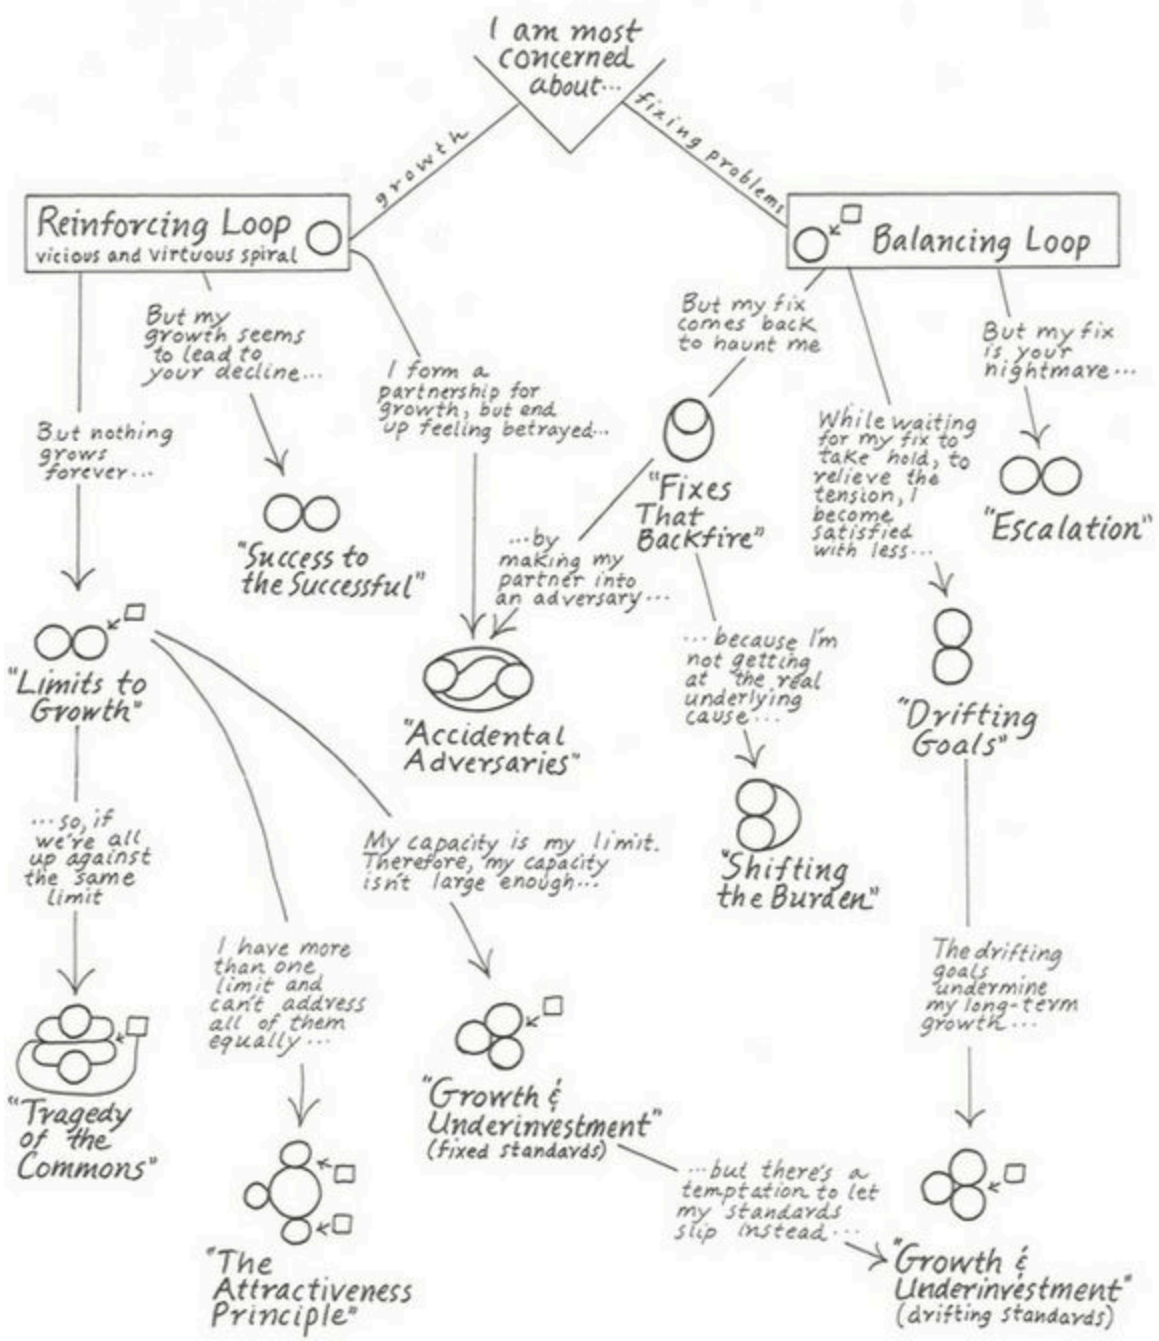 I am most
concerned
about...
growth
fixing problems
Reinforcing Loop
vicious and virtuous spiral
Balancing Loop
But my
growth seems
to lead to
your decline...
But nothing
grows
forever...
I form a
partnership for
growth, but end
up feeling betrayed...
But my fix
comes back
to haunt me
While waiting
for my fix to
take hold, to
relieve the
tension, I
become
satisfied
with less...
But my fix
is your
nightmare...
"Success to
the Successful"
"Fixes
That
Backfire"
"Escalation"
...by
making my
partner into
an adversary...
"Limits to
Growth"
"Accidental
Adversaries"
...because I'm
not getting
at the real
underlying
cause...
"Drifting
Goals"
...so, if
we're all
up against
the same
limit
My capacity is my limit.
Therefore, my capacity
isn't large enough...
"Shifting
the Burden"
I have more
than one
limit and
can't address
all of them
equally...
The drifting
goals
undermine
my long-term
growth...
"Tragedy
of the
Commons"
"Growth &
Underinvestment"
(fixed standards)
...but there's a
temptation to let
my standards
slip instead...
"The
Attractiveness
Principle"
"Growth &
Underinvestment"
(drifting standards)